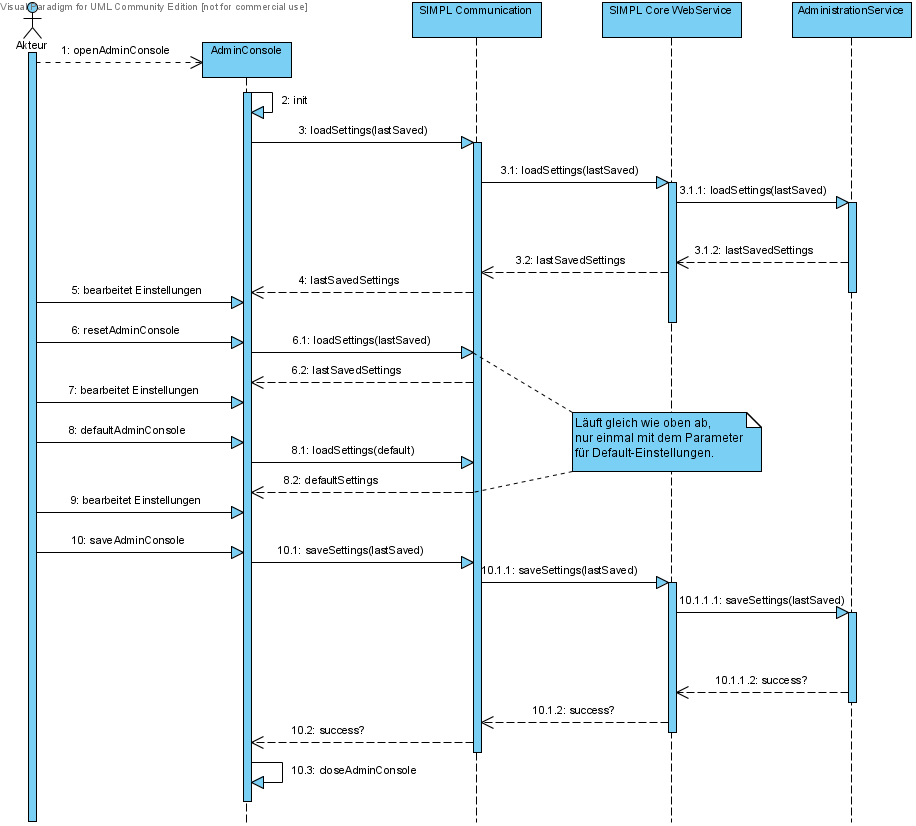 Visual Paradigm for UML Community Edition [not for commercial use]
SIMPL Communication
SIMPL Core WebService
AdministrationService
Akteur
1: openAdminConsole
AdminConsole
2: init
3: loadSettings(lastSaved)
3.1: loadSettings(lastSaved)
3.1.1: loadSettings(lastSaved)
3.1.2: lastSavedSettings
3.2: lastSavedSettings
4: lastSavedSettings
5: bearbeitet Einstellungen
6: resetAdminConsole
6.1: loadSettings(lastSaved)
6.2: lastSavedSettings
7: bearbeitet Einstellungen
Läuft gleich wie oben ab,
nur einmal mit dem Parameter
für Default-Einstellungen.
8: defaultAdminConsole
8.1: loadSettings(default)
8.2: defaultSettings
9: bearbeitet Einstellungen
10: saveAdminConsole
10.1: saveSettings(lastSaved)
10.1.1: saveSettings(lastSaved)
10.1.1.1: saveSettings(lastSaved)
10.1.1.2: success?
10.1.2: success?
10.2: success?
10.3: closeAdminConsole